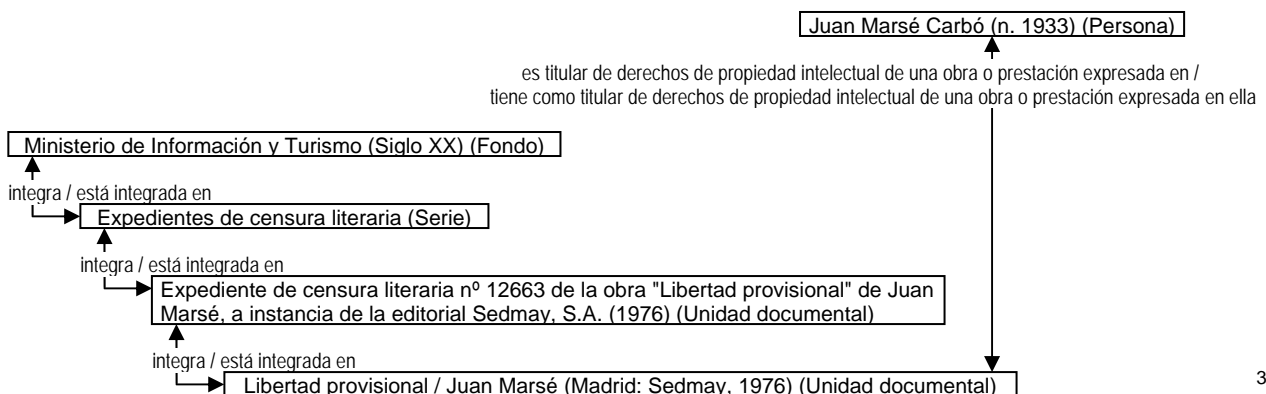 Juan Marsé Carbó (n. 1933) (Persona)
es titular de derechos de propiedad intelectual de una obra o prestación expresada en /
tiene como titular de derechos de propiedad intelectual de una obra o prestación expresada en ella
Ministerio de Información y Turismo (Siglo XX) (Fondo)
integra / está integrada en
Expedientes de censura literaria (Serie)
integra / está integrada en
Expediente de censura literaria nº 12663 de la obra "Libertad provisional" de Juan
Marsé, a instancia de la editorial Sedmay, S.A. (1976) (Unidad documental)
integra / está integrada en
Libertad provisional / Juan Marsé (Madrid: Sedmay, 1976) (Unidad documental)
3